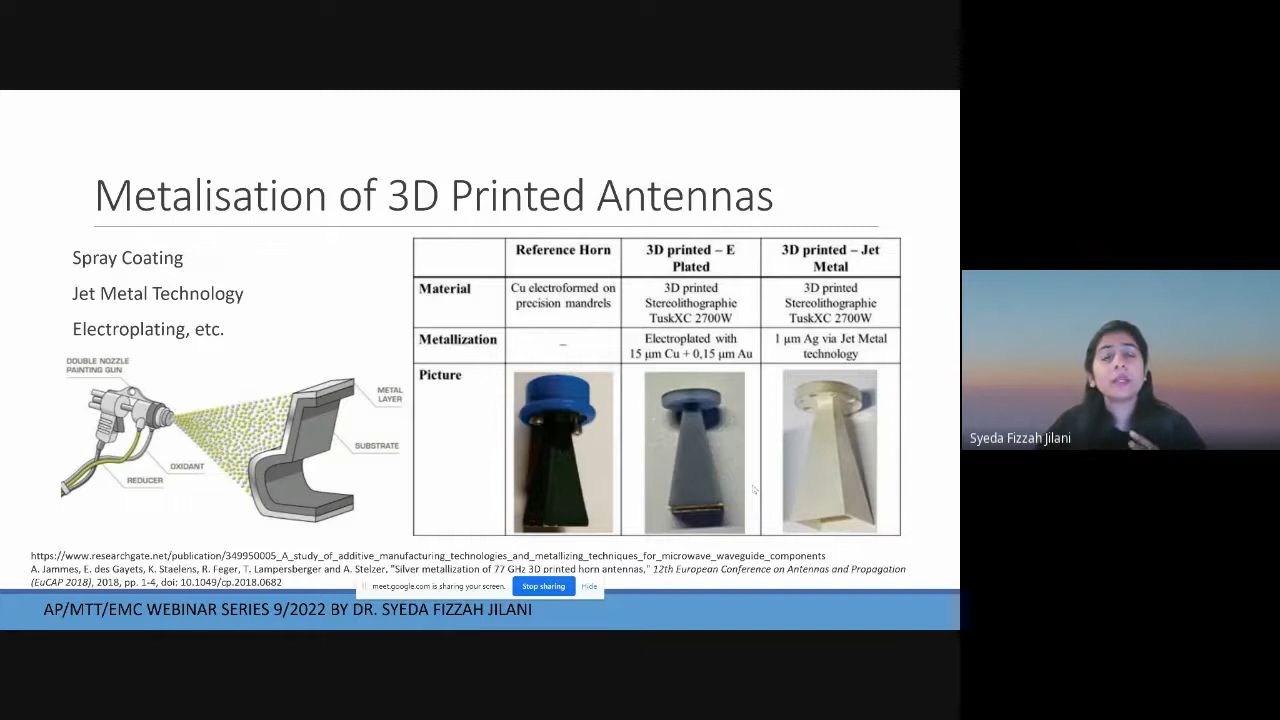 Metalisation of 3D Printed Antennas
Spray Coating
Jet Metal Technology
Electroplating, etc.
DOUBLE NOZZLE
PAINTING GUN
METAL
LAYER
SUBSTRATE
OXIDANT
REDUCER
Reference Horn
3D printed – E
Plated
3D printed – Jet
Metal
Material
Cu electroformed on
precision mandrels
3D printed
Stereolithographic
TuskXC 2700W
3D printed
Stereolithographic
TuskXC 2700W
Metallization
–
Electroplated with
15 µm Cu + 0,15 µm Au
1 µm Ag via Jet Metal
technology
Picture
https://www.researchgate.net/publication/349950005_A_study_of_additive_manufacturing_technologies_and_metallizing_techniques_for_microwave_waveguide_components
A. Jammes, E. des Gayets, K. Staelens, R. Feger, T. Lampersberger and A. Stelzer, "Silver metallization of 77 GHz 3D printed horn antennas," 12th European Conference on Antennas and Propagation
(EuCAP 2018), 2018, pp. 1-4, doi: 10.1049/cp.2018.0682
meet.google.com is sharing your screen.
Stop sharing
Hide
AP/MTT/EMC WEBINAR SERIES 9/2022 BY DR. SYEDA FIZZAH JILANI
Syeda Fizzah Jilani